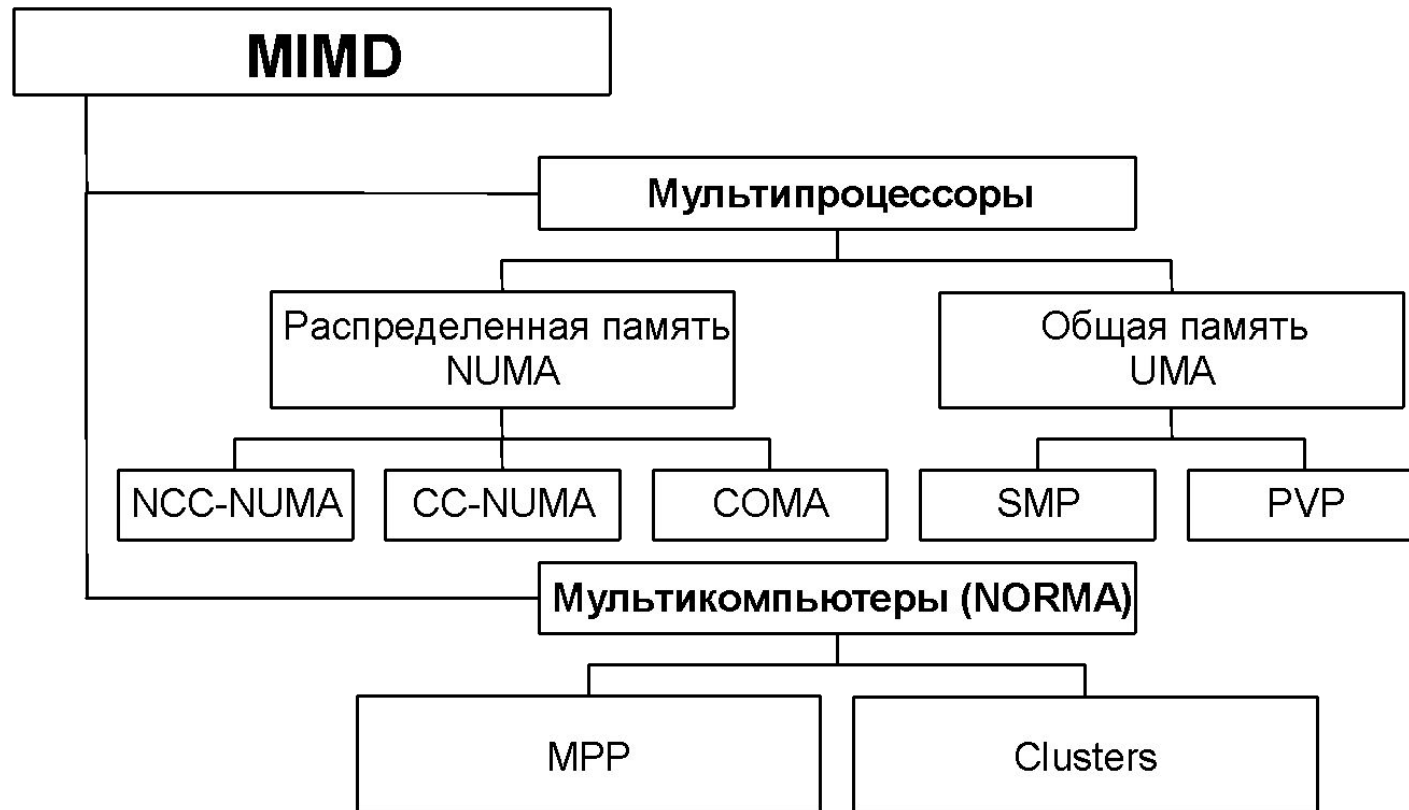 MIMD
Мультипроцессоры
Распределенная память
NUMA
Общая память
UMA
NCC-NUMA
CC-NUMA
COMA
SMP
PVP
Мультикомпьютеры (NORMA)
MPP
Clusters